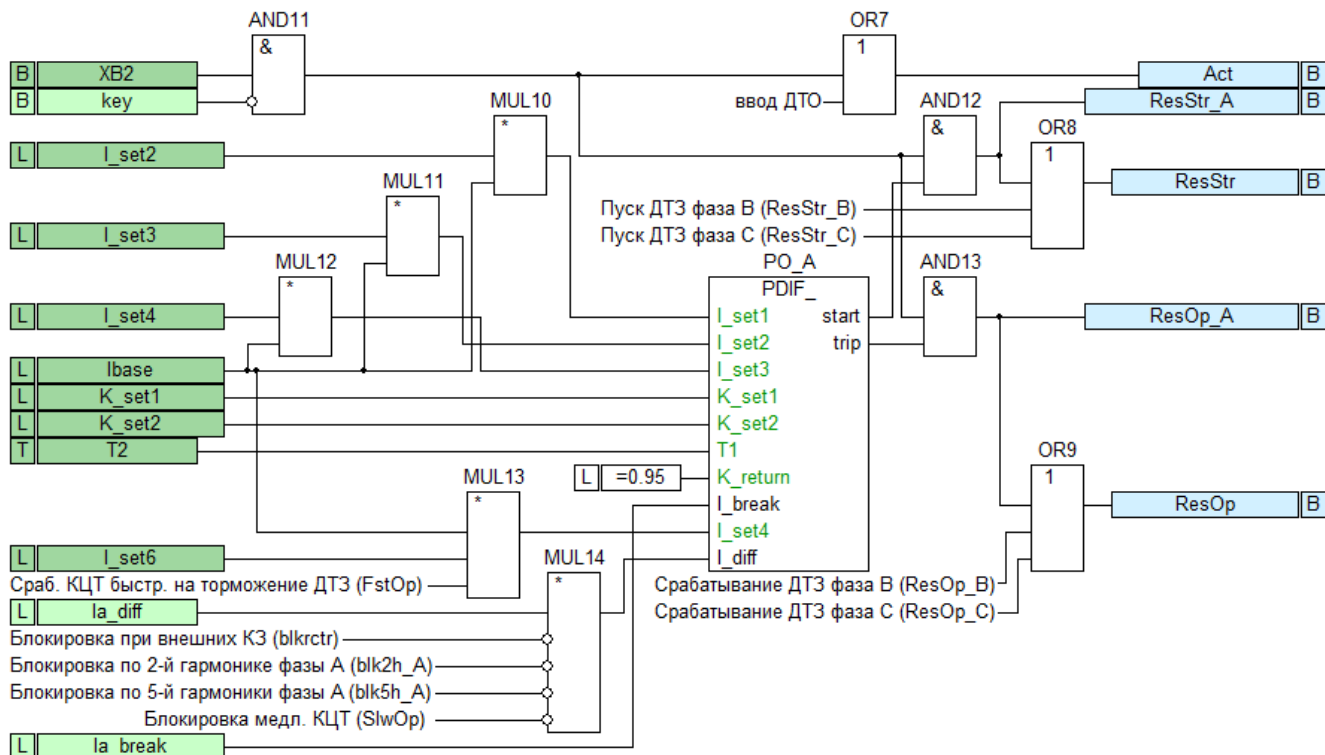 AND11
OR7
&
1
B XB2
Act B
B key
ResStr_A B
MUL10
ввод ДТО
AND12
*
&
OR8
1
L I_set2
MUL11
ResStr B
*
Пуск ДТЗ фаза B (ResStr_B)
L I_set3
Пуск ДТЗ фаза C (ResStr_C)
MUL12
PO_A
AND13
*
PDIF_
&
L I_set4
I_set1 start
ResOp_A B
I_set2 trip
L Ibase
I_set3
L K_set1
K_set1
L K_set2
K_set2
T T2
T1
OR9
MUL13
L =0.95
K_return
1
*
I_break
ResOp B
I_set4
L I_set6
MUL14
I_diff
*
Сраб. КЦТ быстр. на торможение ДТЗ (FstOp)
Срабатывание ДТЗ фаза B (ResOp_B)
L Ia_diff
Срабатывание ДТЗ фаза C (ResOp_C)
Блокировка при внешних КЗ (blkrctr)
Блокировка по 2-й гармонике фазы А (blk2h_A)
Блокировка по 5-й гармоники фазы А (blk5h_A)
Блокировка медл. КЦТ (SlwOp)
L Ia_break